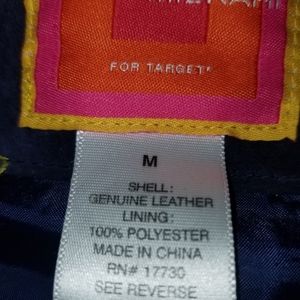 FOR TARGET*
M
SHELL:
GENUINE LEATHER
LINING:
100% POLYESTER
MADE IN CHINA
RN# 17730
SEE REVERSE